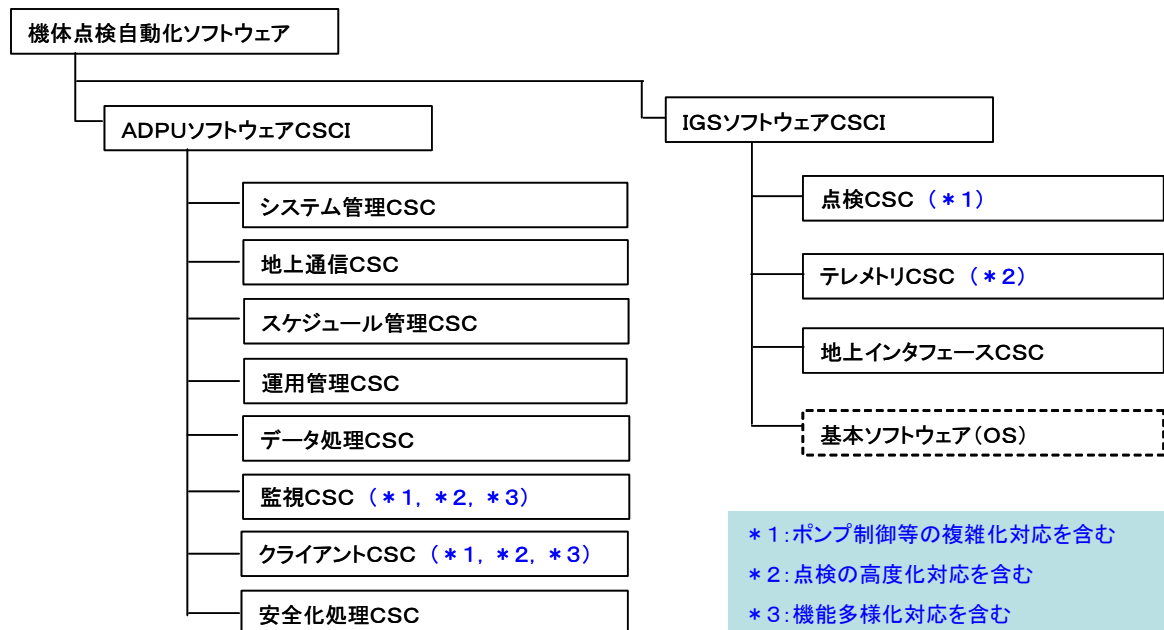 機体点検自動化ソフトウェア
ADPUソフトウェアCSCI
システム管理CSC
地上通信CSC
スケジュール管理CSC
運用管理CSC
データ処理CSC
監視CSC (*1, *2, *3)
クライアントCSC (*1, *2, *3)
安全化処理CSC
IGSソフトウェアCSCI
点検CSC (*1)
テレメトリCSC (*2)
地上インタフェースCSC
基本ソフトウェア(OS)
*1:ポンプ制御等の複雑化対応を含む
*2:点検の高度化対応を含む
*3:機能多様化対応を含む